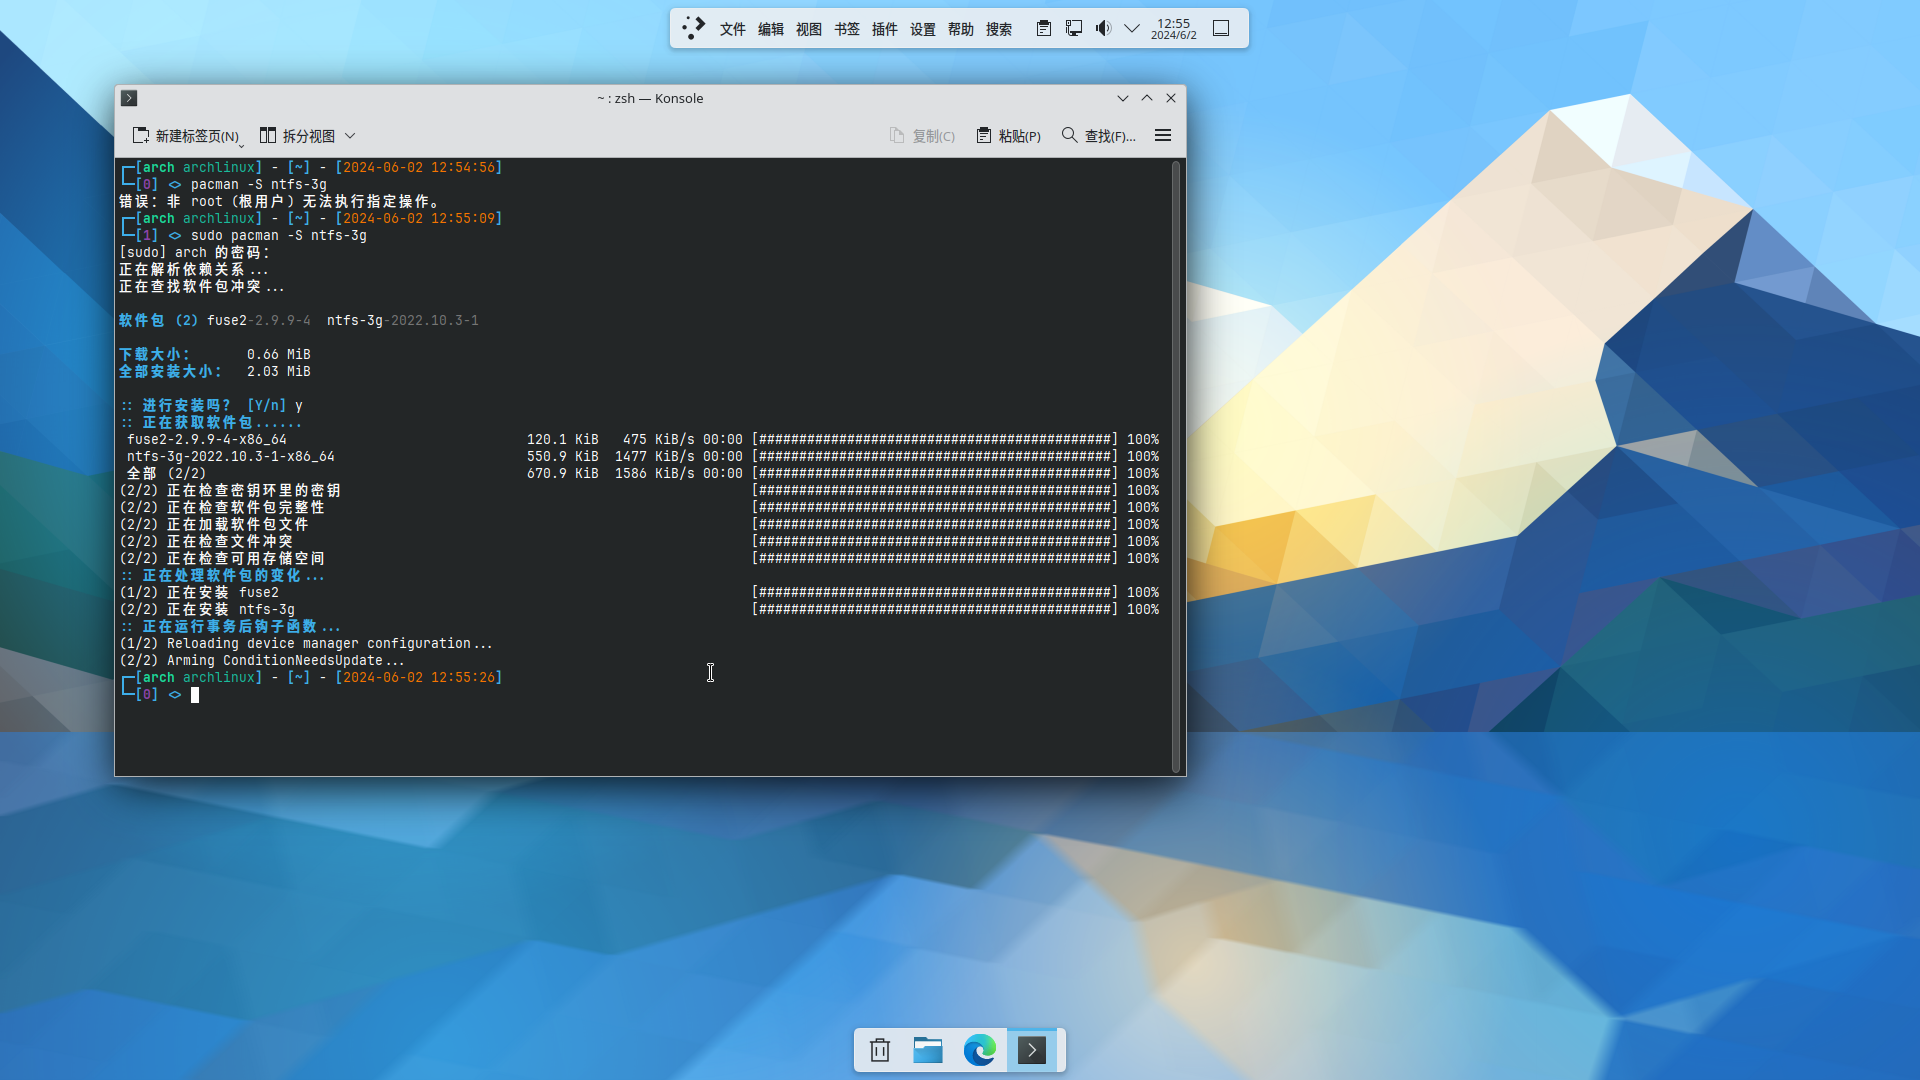 文件 编辑 视图 书签 插件 设置 帮助 搜索
12:55
2024/6/2
~ : zsh — Konsole
新建标签页(N) 拆分视图 复制(C) 粘贴(P) 查找(F)...
[arch archlinux] - [~] - [2024-06-02 12:54:56]
[0] <> pacman -S ntfs-3g
错误：非 root（根用户）无法执行指定操作。
[arch archlinux] - [~] - [2024-06-02 12:55:09]
[1] <> sudo pacman -S ntfs-3g
[sudo] arch 的密码：
正在解析依赖关系...
正在查找软件包冲突...
软件包 (2) fuse2-2.9.9-4  ntfs-3g-2022.10.3-1
下载大小：  0.66 MiB
全部安装大小：  2.03 MiB
:: 进行安装吗？ [Y/n] y
:: 正在获取软件包......
fuse2-2.9.9-4-x86_64 120.1 KiB 475 KiB/s 00:00 [############################################] 100%
ntfs-3g-2022.10.3-1-x86_64 550.9 KiB 1477 KiB/s 00:00 [############################################] 100%
全部 (2/2) 670.9 KiB 1586 KiB/s 00:00 [############################################] 100%
(2/2) 正在检查密钥环里的密钥 [############################################] 100%
(2/2) 正在检查软件包完整性 [############################################] 100%
(2/2) 正在加载软件包文件 [############################################] 100%
(2/2) 正在检查文件冲突 [############################################] 100%
(2/2) 正在检查可用存储空间 [############################################] 100%
:: 正在处理软件包的变化...
(1/2) 正在安装 fuse2 [############################################] 100%
(2/2) 正在安装 ntfs-3g [############################################] 100%
:: 正在运行事务后钩子函数...
(1/2) Reloading device manager configuration...
(2/2) Arming ConditionNeedsUpdate...
[arch archlinux] - [~] - [2024-06-02 12:55:26]
[0] <>